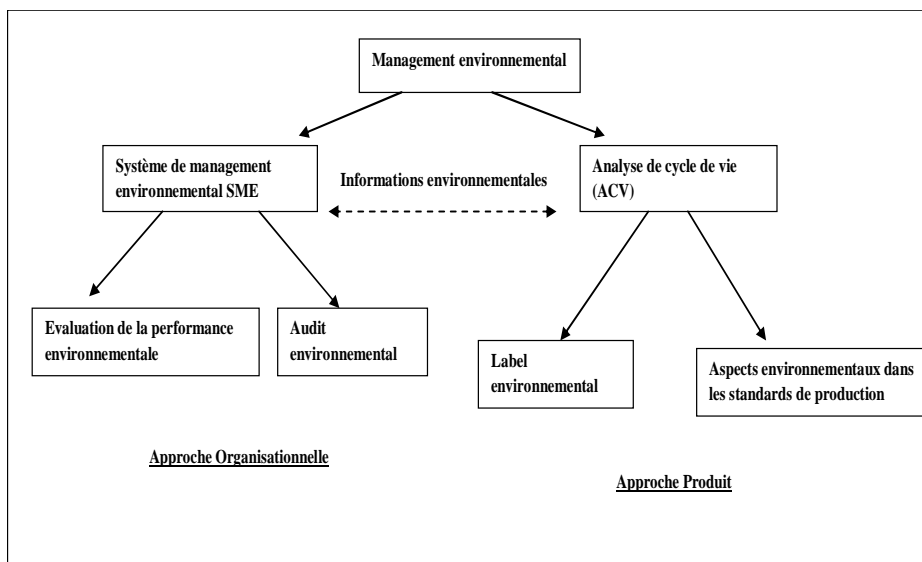 Management environnemental
Système de management
environnemental SME
Informations environnementales
Analyse de cycle de vie
(ACV)
Evaluation de la performance
environnementale
Audit
environnemental
Label
environnemental
Aspects environnementaux dans
les standards de production
Approche Organisationnelle
Approche Produit